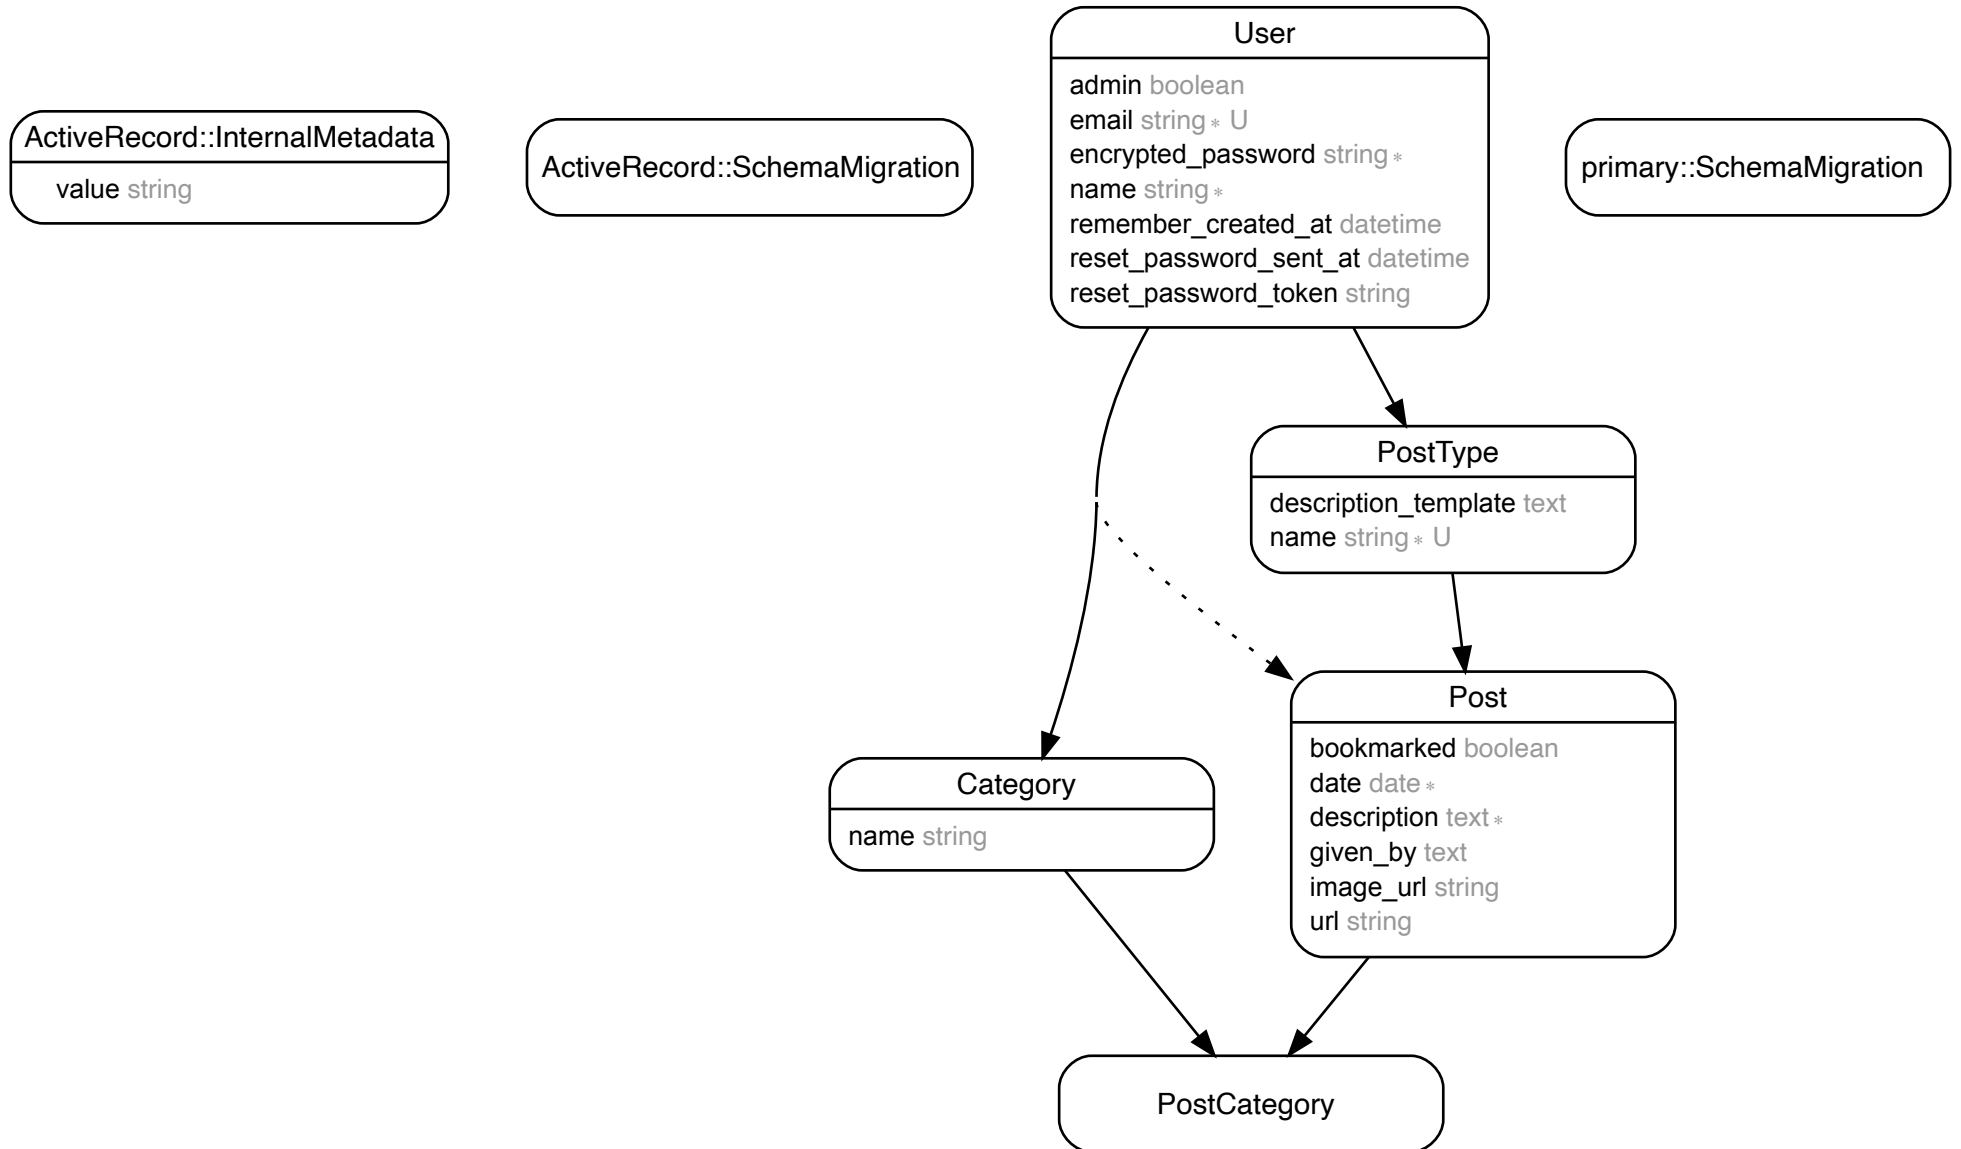 User
admin boolean
email string∗ U
encrypted_password string∗
name string∗
remember_created_at datetime
reset_password_sent_at datetime
reset_password_token string
ActiveRecord::InternalMetadata
value string
ActiveRecord::SchemaMigration
primary::SchemaMigration
PostType
description_template text
name string∗ U
Post
bookmarked boolean
date date∗
description text∗
given_by text
image_url string
url string
Category
name string
PostCategory